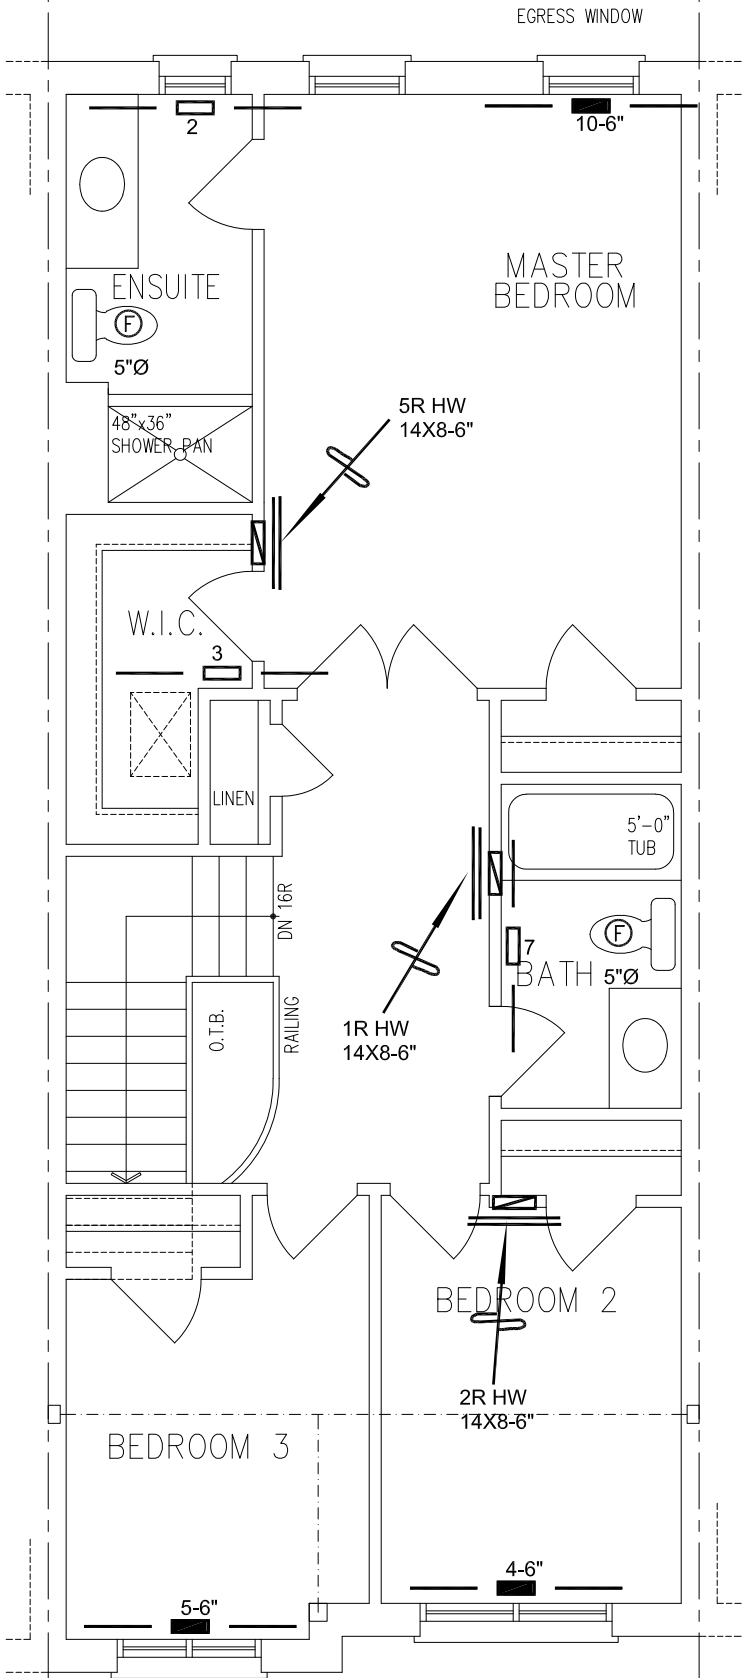 EGRESS WINDOW
2
10-6"
MASTER
BEDROOM
ENSUITE
F
5"Ø
5R HW
14X8-6"
48"x36"
SHOWER PAN
W.I.C.
3
LINEN
5'-0"
TUB
DN 16R
F
7
BATH
5"Ø
O.T.B.
RAILING
1R HW
14X8-6"
BEDROOM 2
2R HW
14X8-6"
BEDROOM 3
4-6"
5-6"